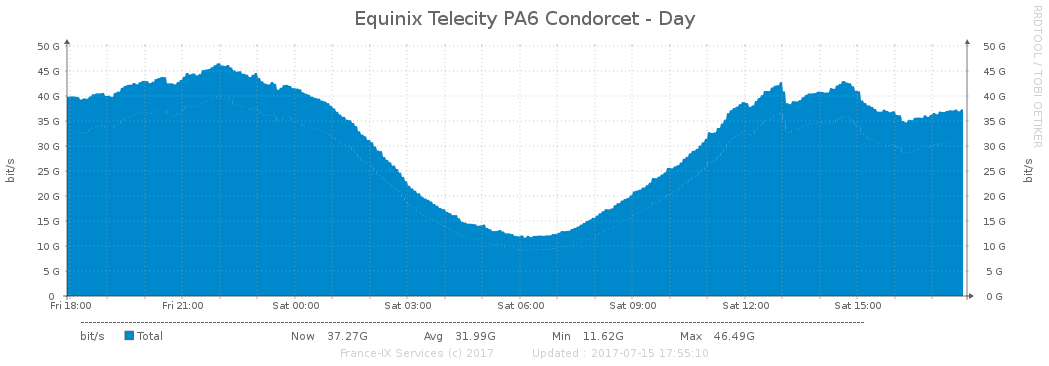 Equinix Telecity PA6 Condorcet - Day
RRDTOOL / TOBI OETIKER
50 G 50 G
45 G 45 G
40 G 40 G
35 G 35 G
30 G 30 G
25 G 25 G
20 G 20 G
15 G 15 G
10 G 10 G
5 G 5 G
0 0 G
bit/s bit/s
Fri 18:00 Fri 21:00 Sat 00:00 Sat 03:00 Sat 06:00 Sat 09:00 Sat 12:00 Sat 15:00
bit/s Total Now 37.27G Avg 31.99G Min 11.62G Max 46.49G
France-IX Services (c) 2017 Updated : 2017-07-15 17:55:10